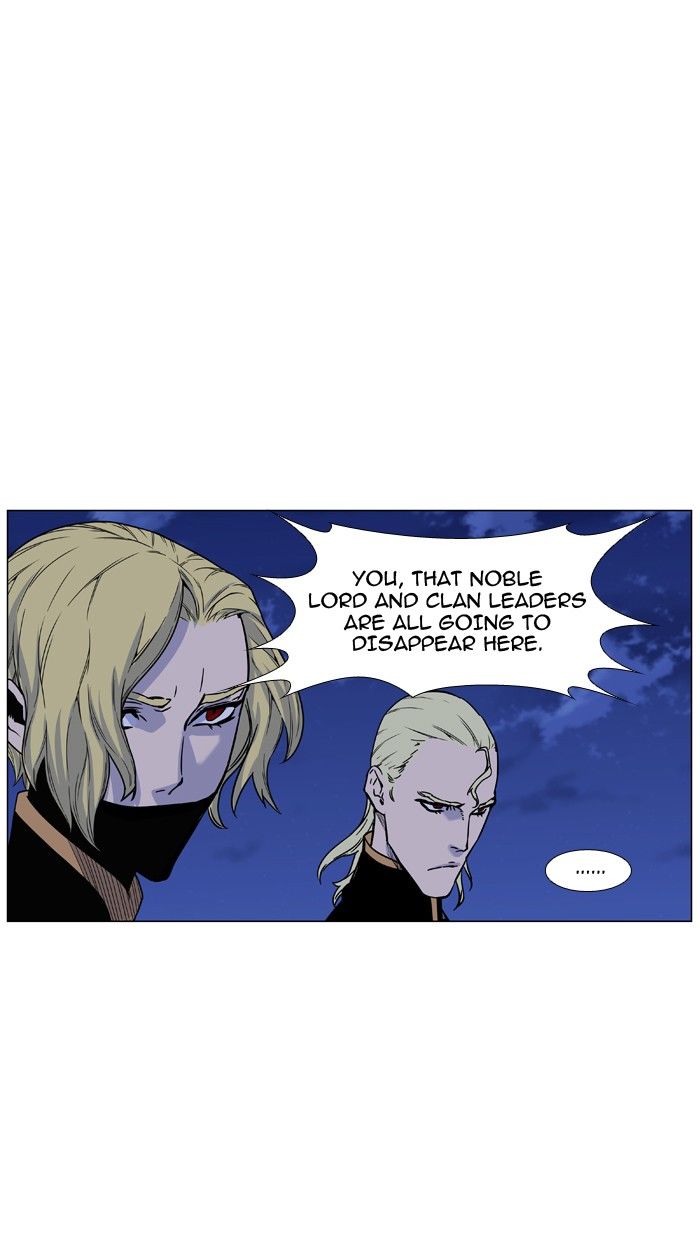 YOU, THAT NOBLE
LORD AND CLAN LEADERS
ARE ALL GOING TO
DISAPPEAR HERE.
......